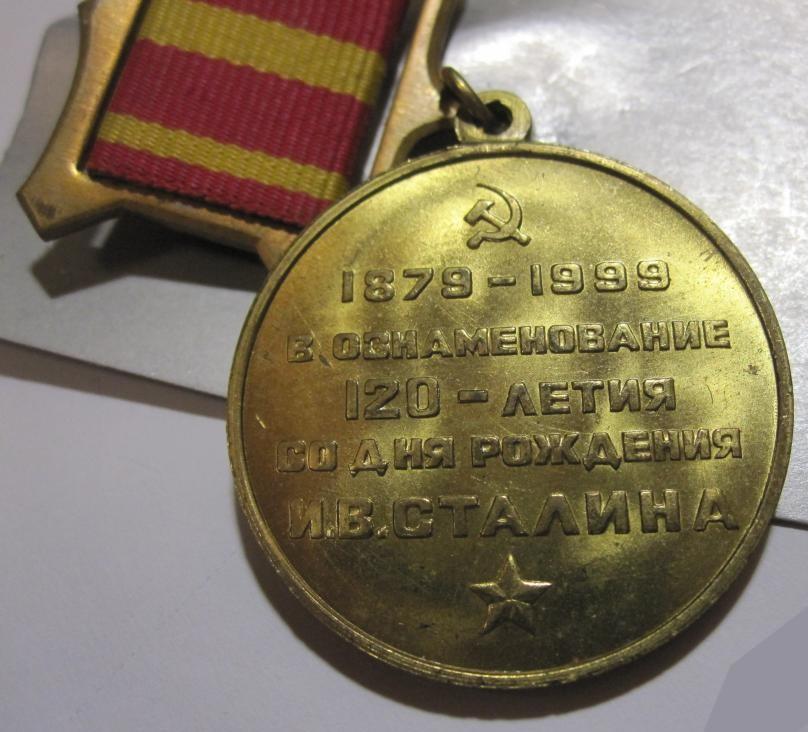 1879-1999
В ОЗНАМЕНОВАНИЕ
120-ЛЕТИЯ
СО ДНЯ РОЖДЕНИЯ
И.В.СТАЛИНА